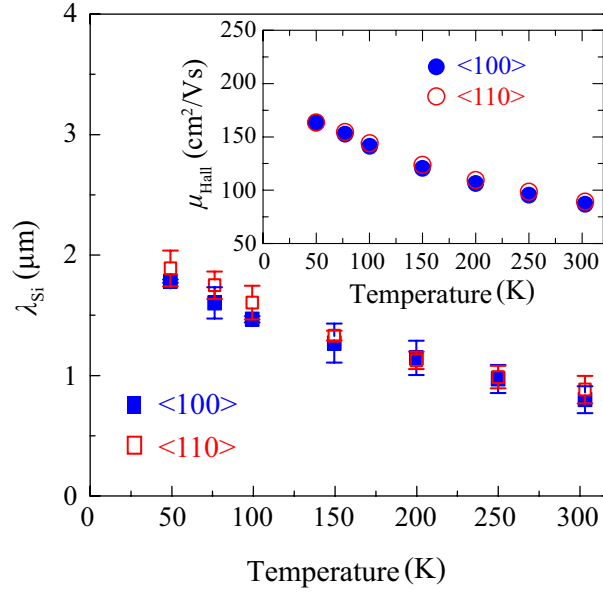 250
200
150
100
50
μHall (cm²/Vs)
<100>
<110>
0 50 100 150 200 250 300
Temperature (K)
4
3
2
1
0
λSi (μm)
<100>
<110>
0 50 100 150 200 250 300
Temperature (K)